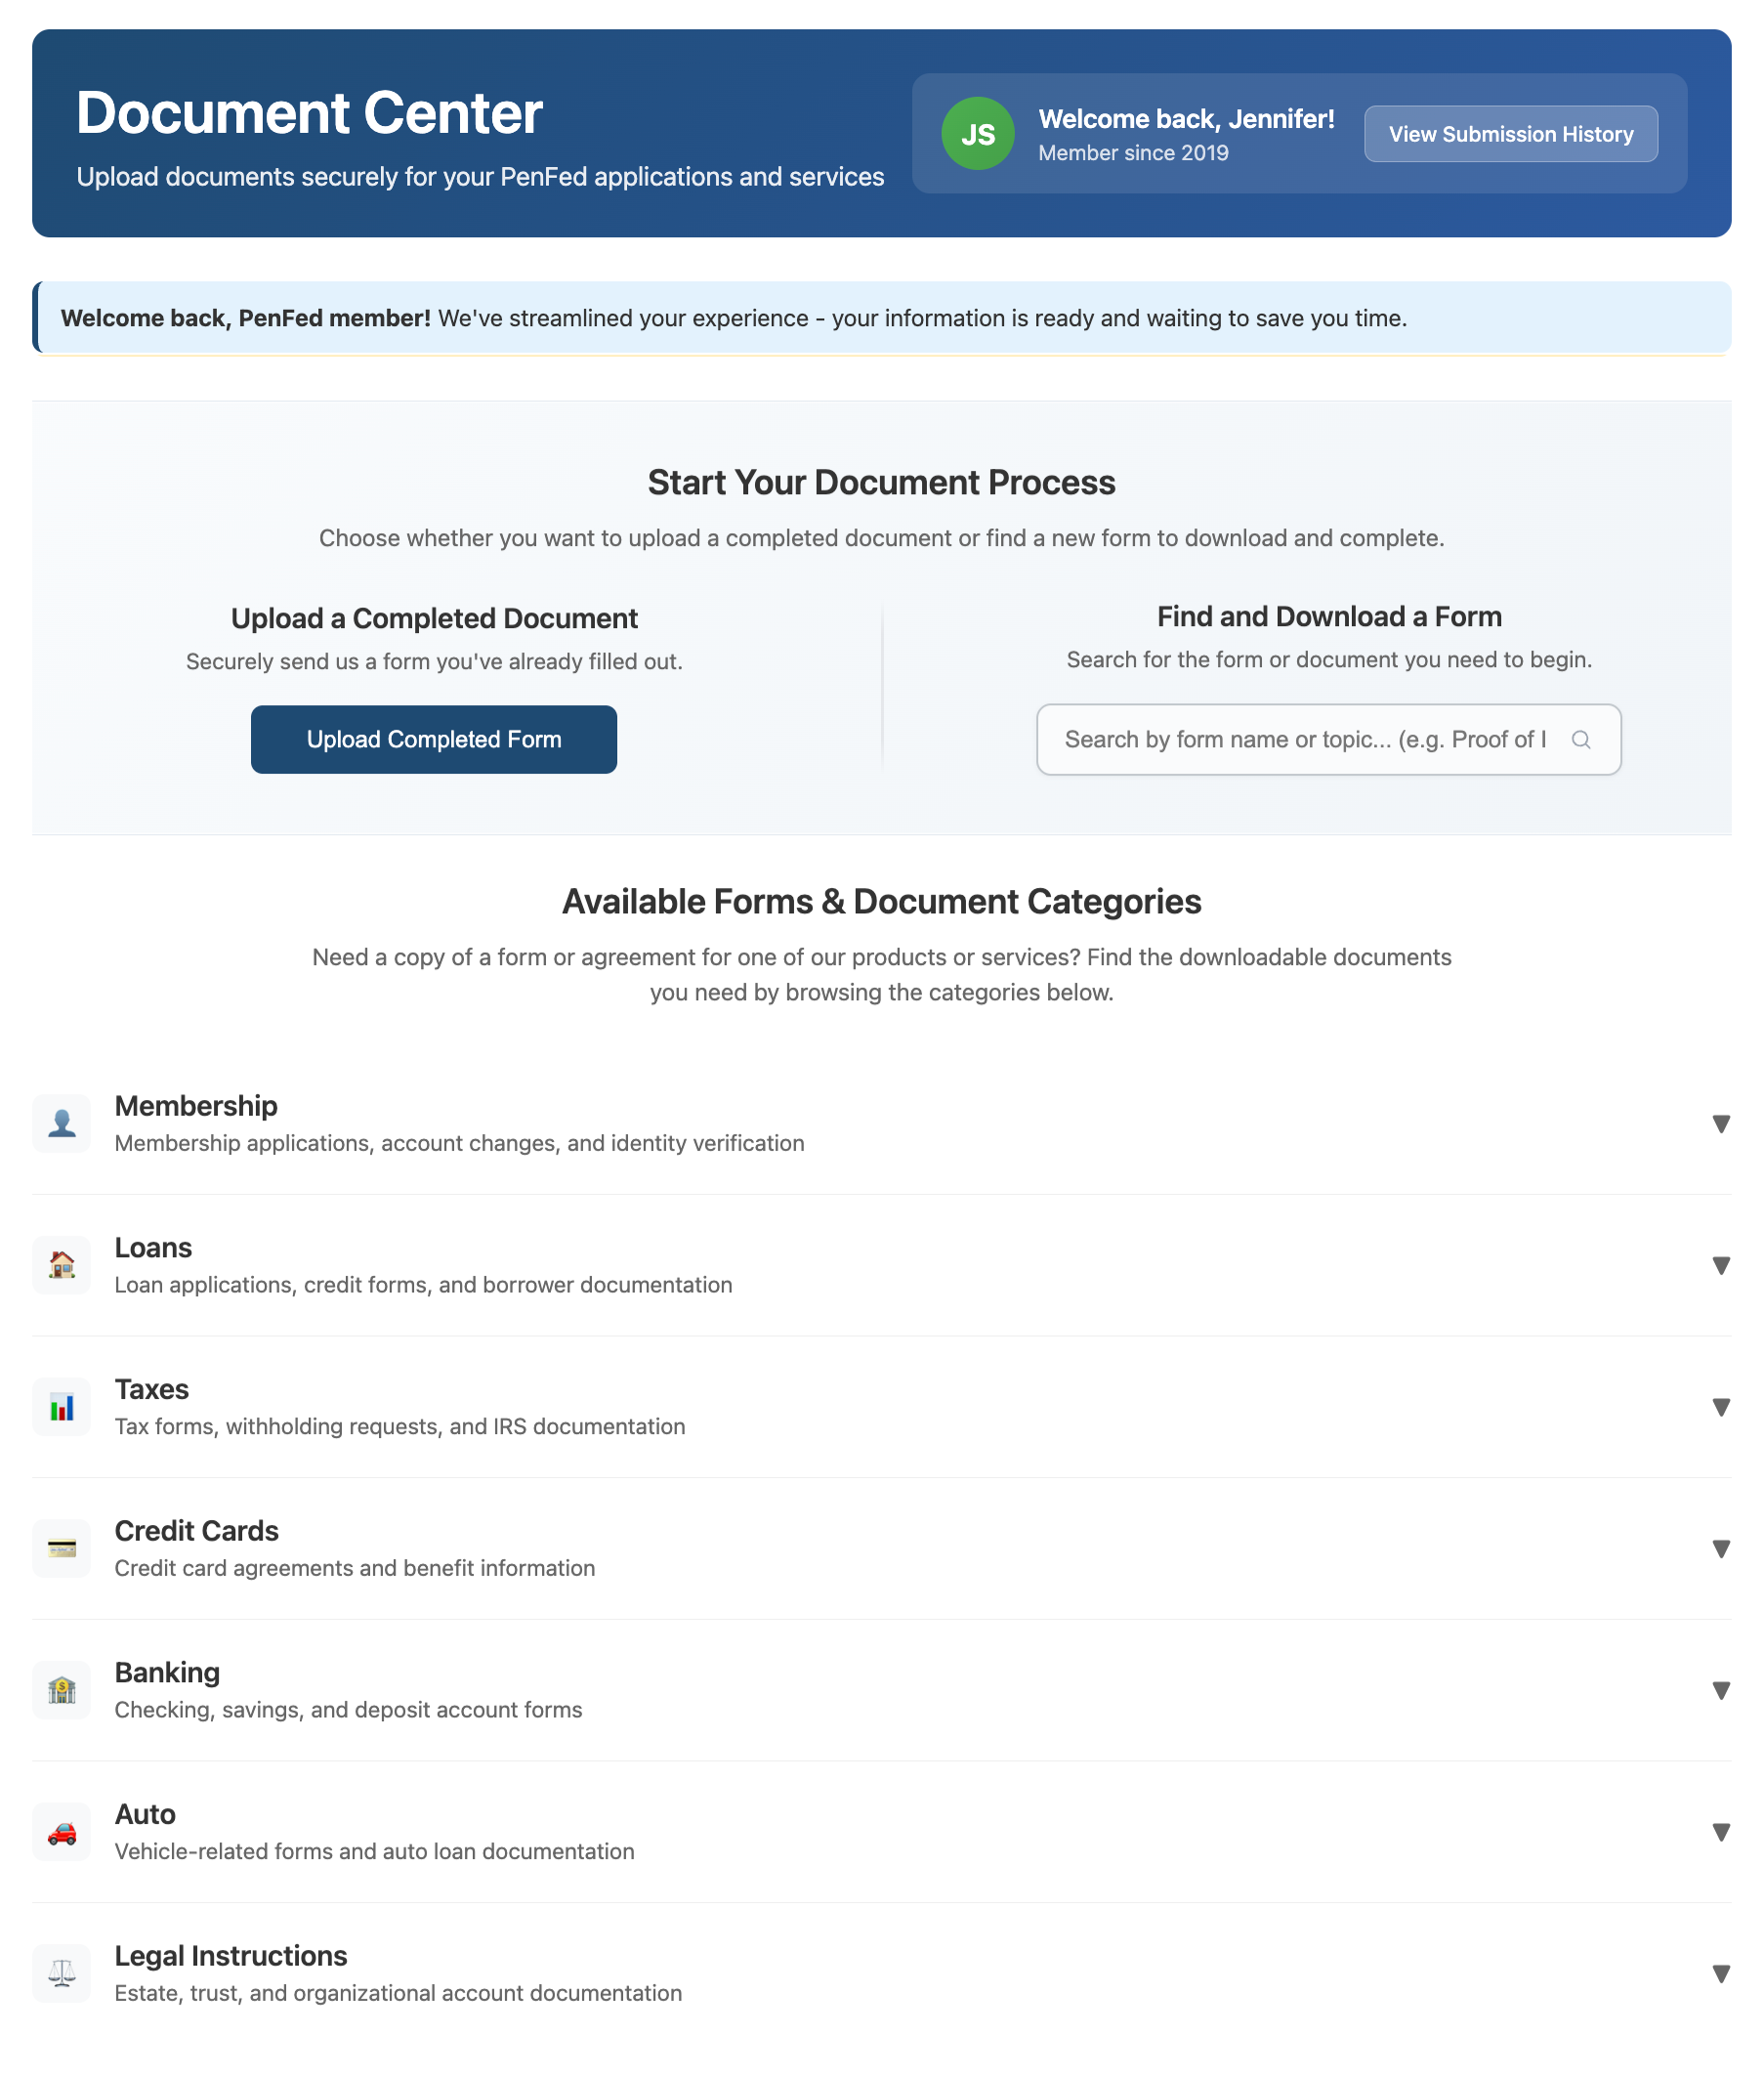 Document Center
Upload documents securely for your PenFed applications and services
JS
Welcome back, Jennifer!
Member since 2019
View Submission History
Welcome back, PenFed member! We've streamlined your experience - your information is ready and waiting to save you time.
Start Your Document Process
Choose whether you want to upload a completed document or find a new form to download and complete.
Upload a Completed Document
Securely send us a form you've already filled out.
Upload Completed Form
Find and Download a Form
Search for the form or document you need to begin.
Search by form name or topic... (e.g. Proof of I
Available Forms & Document Categories
Need a copy of a form or agreement for one of our products or services? Find the downloadable documents
you need by browsing the categories below.
Membership
Membership applications, account changes, and identity verification
Loans
Loan applications, credit forms, and borrower documentation
Taxes
Tax forms, withholding requests, and IRS documentation
Credit Cards
Credit card agreements and benefit information
Banking
Checking, savings, and deposit account forms
Auto
Vehicle-related forms and auto loan documentation
Legal Instructions
Estate, trust, and organizational account documentation